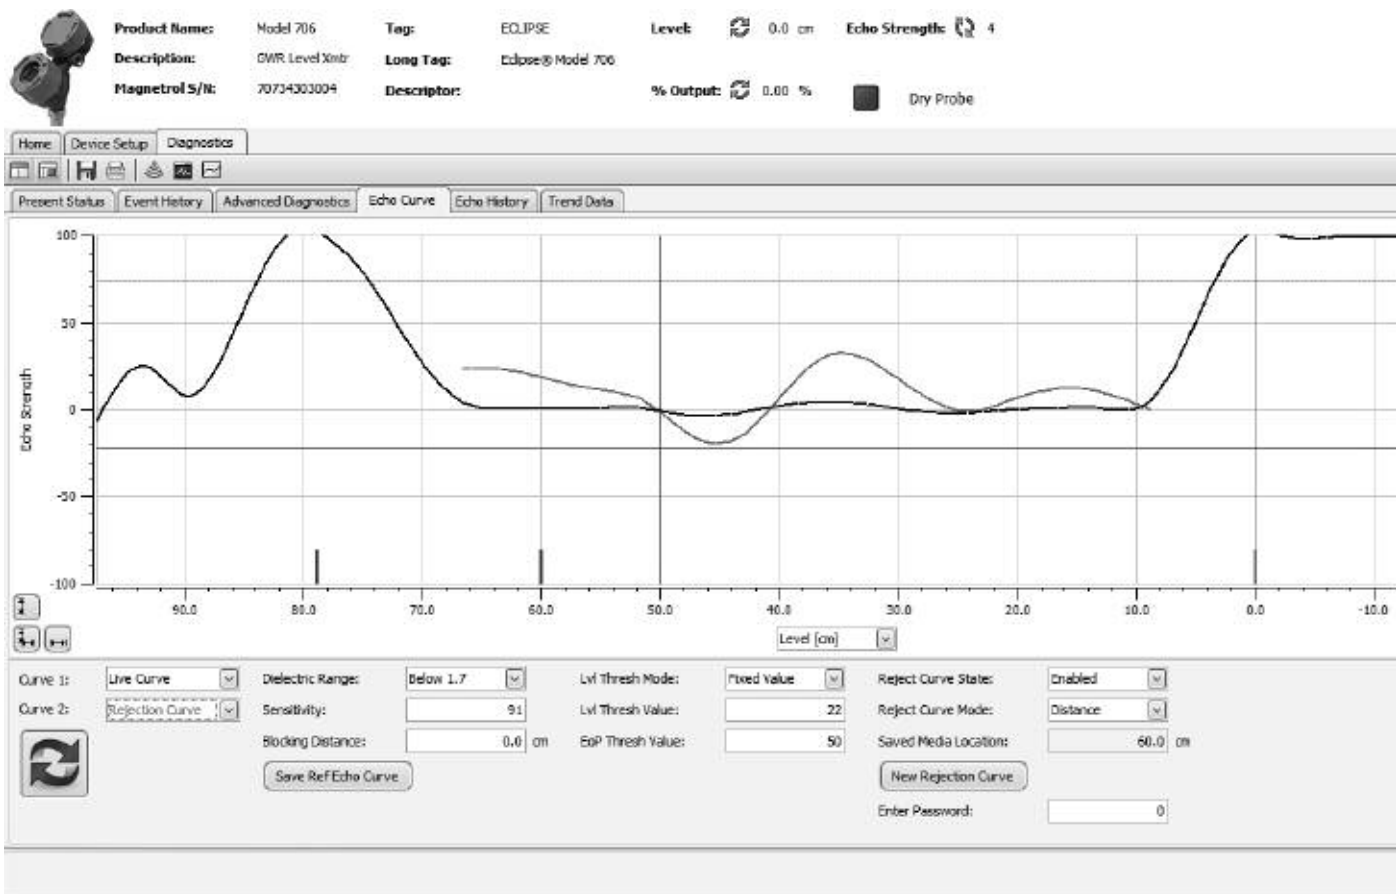 Product Name: Model 706 Tag: ECLIPSE Level: 0.0 cm Echo Strength: 4
Description: GWR Level Xmtr Long Tag: Eclipse® Model 706
Magnetrol S/N: 70734303004 Descriptor: % Output: 0.00 % Dry Probe
Home Device Setup Diagnostics
Present Status Event History Advanced Diagnostics Echo Curve Echo History Trend Data
100
50
0
-50
-100
Echo Strength
90.0 80.0 70.0 60.0 50.0 40.0 30.0 20.0 10.0 0.0 -10.0
Level [cm]
Curve 1: Live Curve Dielectric Range: Below 1.7 Lvl Thresh Mode: Fixed Value Reject Curve State: Enabled
Curve 2: Rejection Curve Sensitivity: 91 Lvl Thresh Value: 22 Reject Curve Mode: Distance
Blocking Distance: 0.0 cm EoP Thresh Value: 50 Saved Media Location: 60.0 cm
Save Ref Echo Curve New Rejection Curve
Enter Password: 0